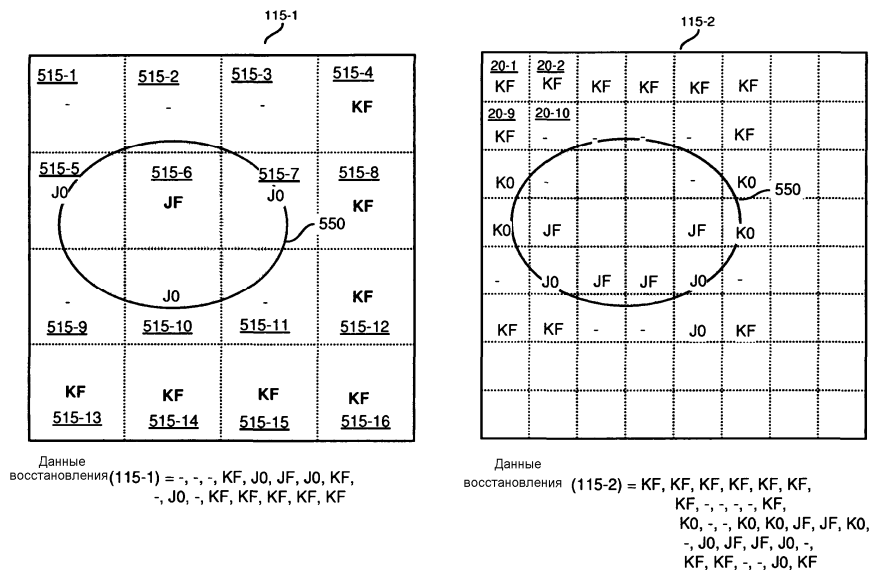 115-1
515-1 515-2 515-3 515-4
- - - KF
515-5 515-6 515-7 515-8
J0 JF J0 KF
550
- J0 - KF
515-9 515-10 515-11 515-12
KF KF KF KF
515-13 515-14 515-15 515-16
Данные
восстановления (115-1) = -, -, -, KF, J0, JF, J0, KF,
-, J0, -, KF, KF, KF, KF, KF
115-2
20-1 20-2
KF KF KF KF KF KF
20-9 20-10
KF - - - - KF
K0 - - K0
550
K0 JF JF K0
- J0 JF JF J0 -
KF KF - - J0 KF
Данные
восстановления (115-2) = KF, KF, KF, KF, KF, KF,
KF, -, -, -, -, KF,
K0, -, -, K0, K0, JF, JF, K0,
-, J0, JF, JF, J0, -,
KF, KF, -, -, J0, KF